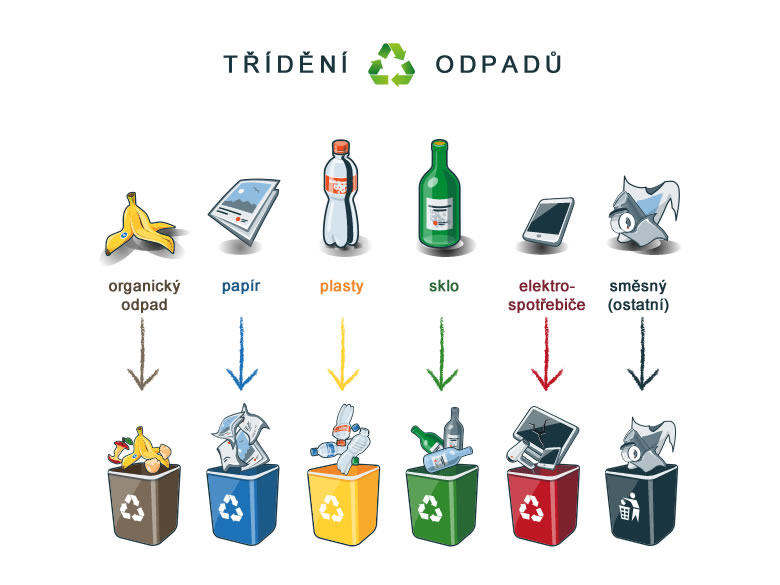 TŘÍDĚNÍ ODPADŮ
organický
odpad
papír
plasty
sklo
elektro-
spotřebiče
směsný
(ostatní)